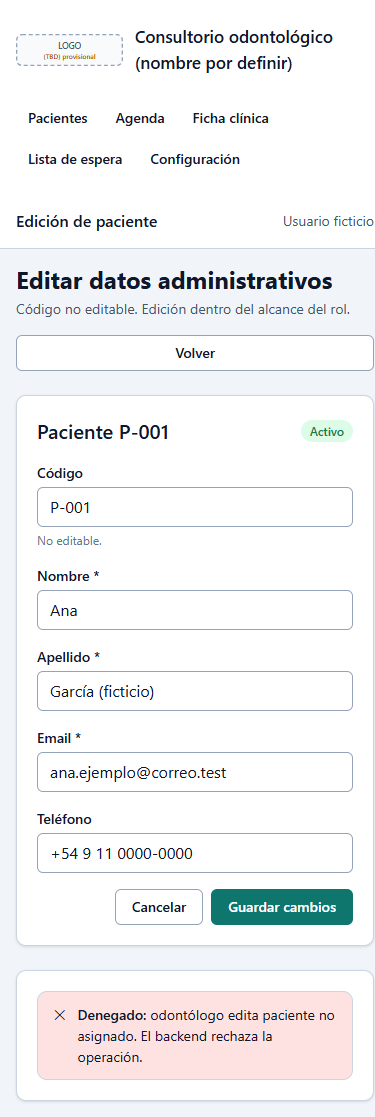 LOGO
(TBD) provisional
Consultorio odontológico
(nombre por definir)
Pacientes Agenda Ficha clínica
Lista de espera Configuración
Edición de paciente Usuario ficticio
Editar datos administrativos
Código no editable. Edición dentro del alcance del rol.
Volver
Paciente P-001 Activo
Código
P-001
No editable.
Nombre *
Ana
Apellido *
García (ficticio)
Email *
ana.ejemplo@correo.test
Teléfono
+54 9 11 0000-0000
Cancelar Guardar cambios
Denegado: odontólogo edita paciente no
asignado. El backend rechaza la
operación.